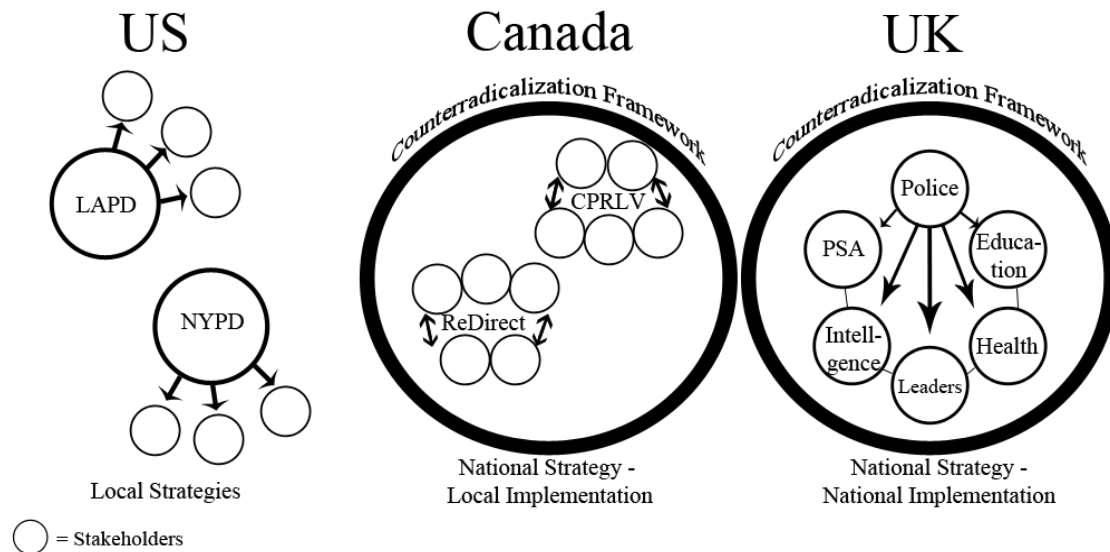 US
LAPD
NYPD
Local Strategies
= Stakeholders
Canada
Counterradicalization Framework
CPRLV
ReDirect
National Strategy -
Local Implementation
UK
Counterradicalization Framework
Police
PSA
Educa-
tion
Intell-
igence
Health
Leaders
National Strategy -
National Implementation